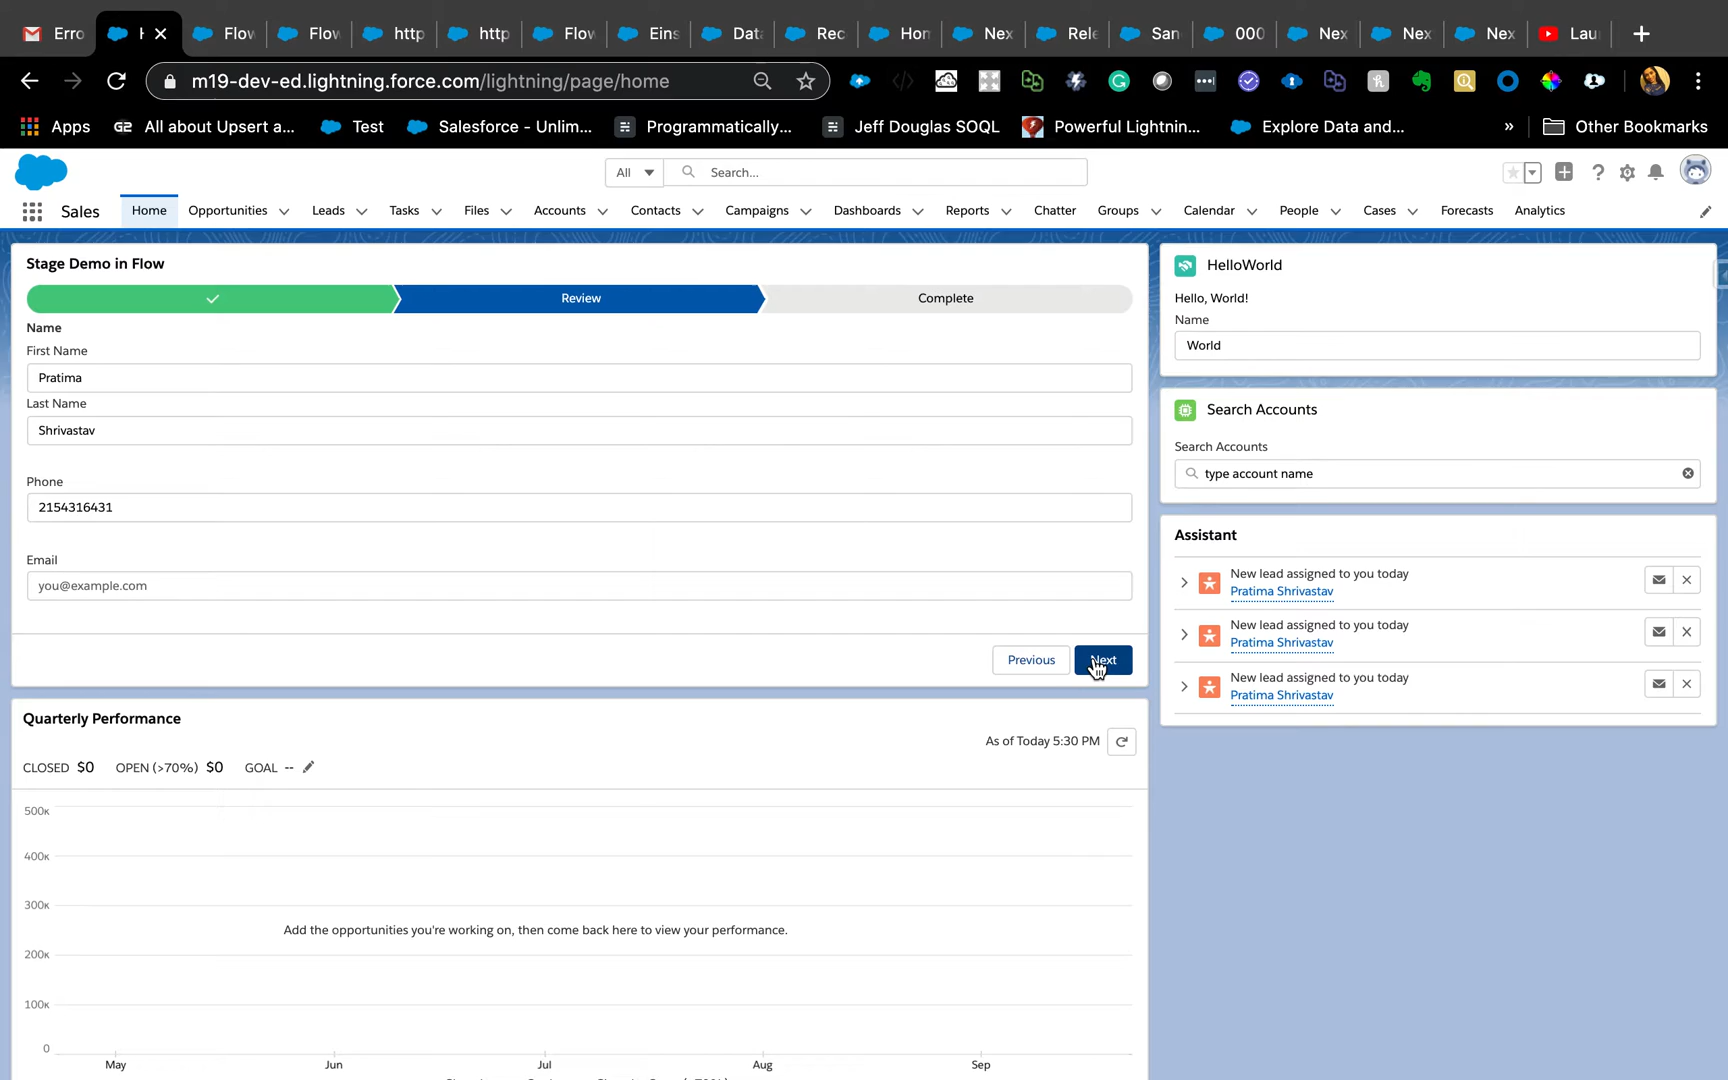 Erro
H
Flow
Flow
http
http
Flow
Eins
Data
Rec
Hom
Nex
Rele
San
000
Nex
Nex
Nex
Lau
m19-dev-ed.lightning.force.com/lightning/page/home
Apps
G2 All about Upsert a...
Test
Salesforce - Unlim...
Programmatically...
Jeff Douglas SOQL
Powerful Lightnin...
Explore Data and...
»
Other Bookmarks
All
Search...
Sales
Home
Opportunities
Leads
Tasks
Files
Accounts
Contacts
Campaigns
Dashboards
Reports
Chatter
Groups
Calendar
People
Cases
Forecasts
Analytics
Stage Demo in Flow
Review
Complete
Name
First Name
Pratima
Last Name
Shrivastav
Phone
2154316431
Email
you@example.com
Previous
Next
Quarterly Performance
As of Today 5:30 PM
CLOSED $0 OPEN (>70%) $0 GOAL --
500K
400K
300K
200K
100K
0
Add the opportunities you're working on, then come back here to view your performance.
May
Jun
Jul
Aug
Sep
HelloWorld
Hello, World!
Name
World
Search Accounts
Search Accounts
type account name
Assistant
New lead assigned to you today
Pratima Shrivastav
New lead assigned to you today
Pratima Shrivastav
New lead assigned to you today
Pratima Shrivastav